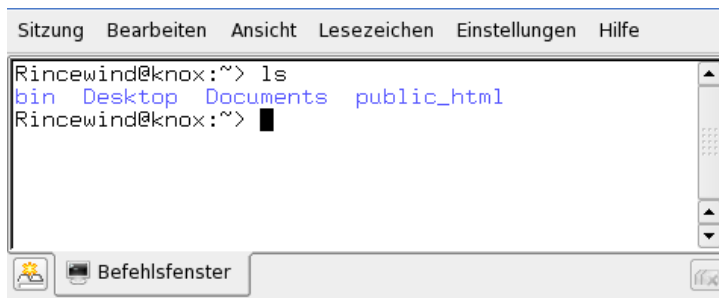 Sitzung Bearbeiten Ansicht Lesezeichen Einstellungen Hilfe
Rincewind@knox:~> ls
bin Desktop Documents public_html
Rincewind@knox:~>
Befehlsfenster